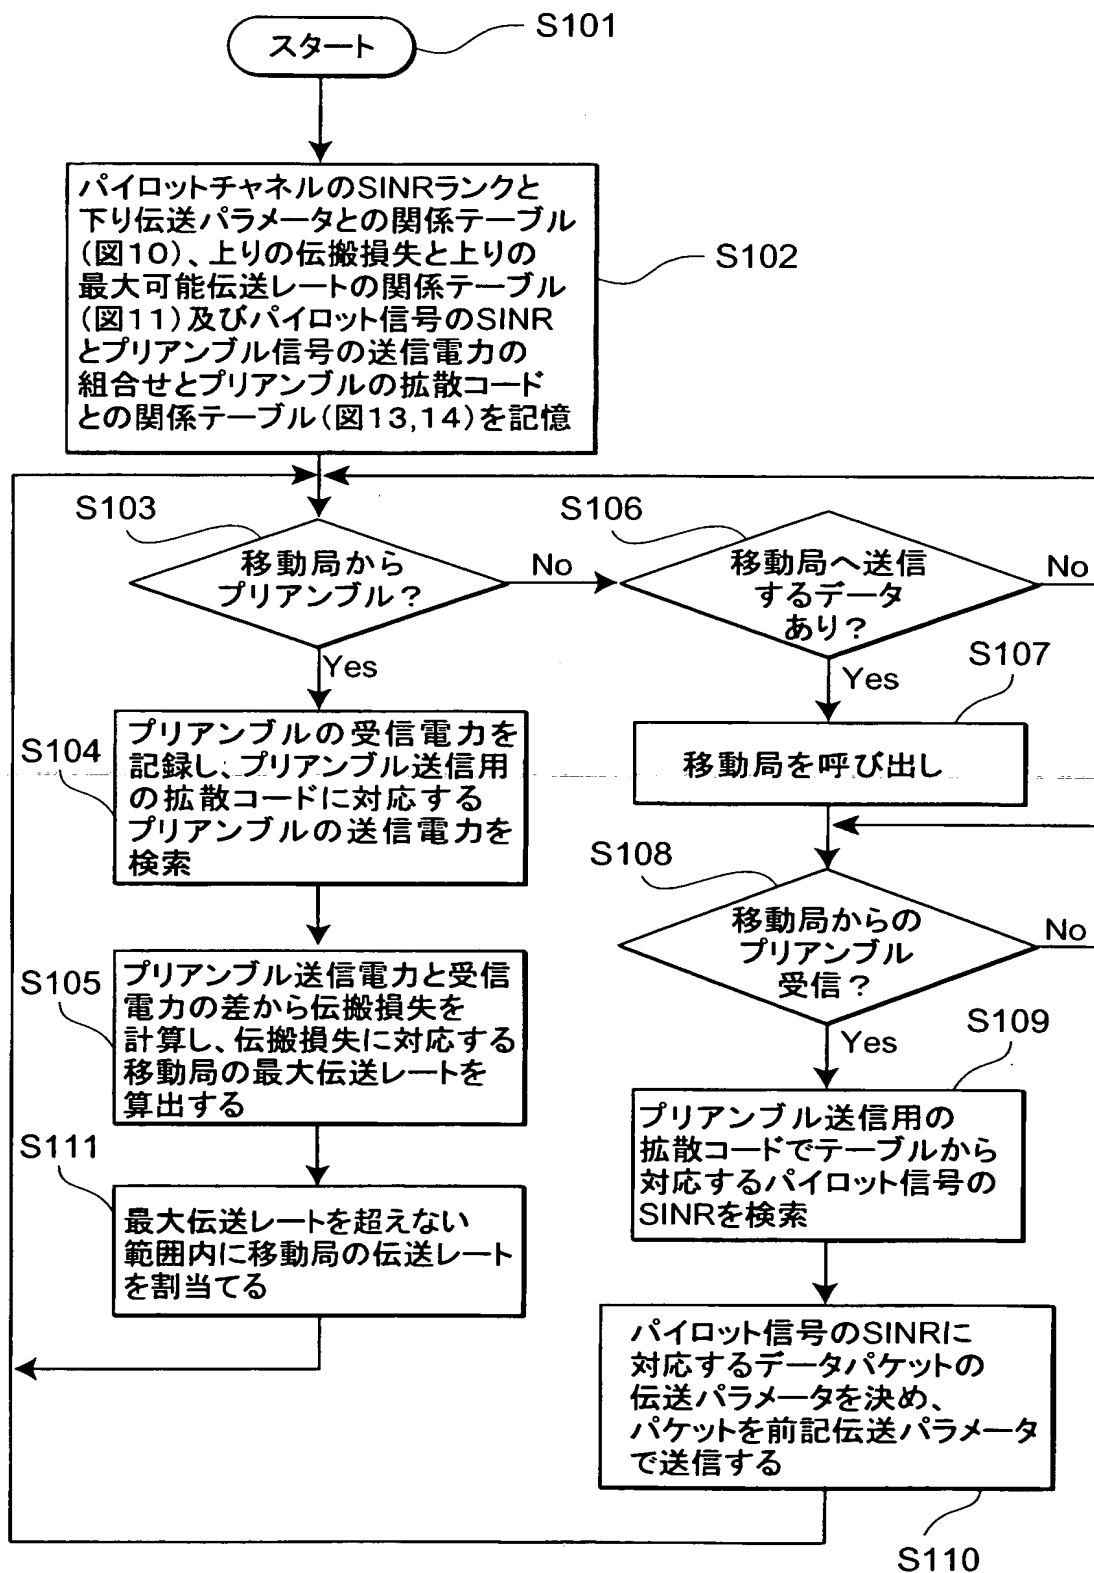 スタート
S101
パイロットチャネルのSINRランクと
下り伝送パラメータとの関係テーブル
(図10)、上りの伝搬損失と上りの
最大可能伝送レートの関係テーブル
(図11)及びパイロット信号のSINR
とプリアンブル信号の送信電力の
組合せとプリアンブルの拡散コード
との関係テーブル(図13,14)を記憶
S102
S103
移動局から
プリアンブル?
No
Yes
S106
移動局へ送信
するデータ
あり?
No
Yes
S104
プリアンブルの受信電力を
記録し、プリアンブル送信用
の拡散コードに対応する
プリアンブルの送信電力を
検索
S107
移動局を呼び出し
S105
プリアンブル送信電力と受信
電力の差から伝搬損失を
計算し、伝搬損失に対応する
移動局の最大伝送レートを
算出する
S108
移動局からの
プリアンブル
受信?
No
Yes
S111
最大伝送レートを超えない
範囲内に移動局の伝送レート
を割当てる
S109
プリアンブル送信用の
拡散コードでテーブルから
対応するパイロット信号の
SINRを検索
パイロット信号のSINRに
対応するデータパケットの
伝送パラメータを決め、
パケットを前記伝送パラメータ
で送信する
S110